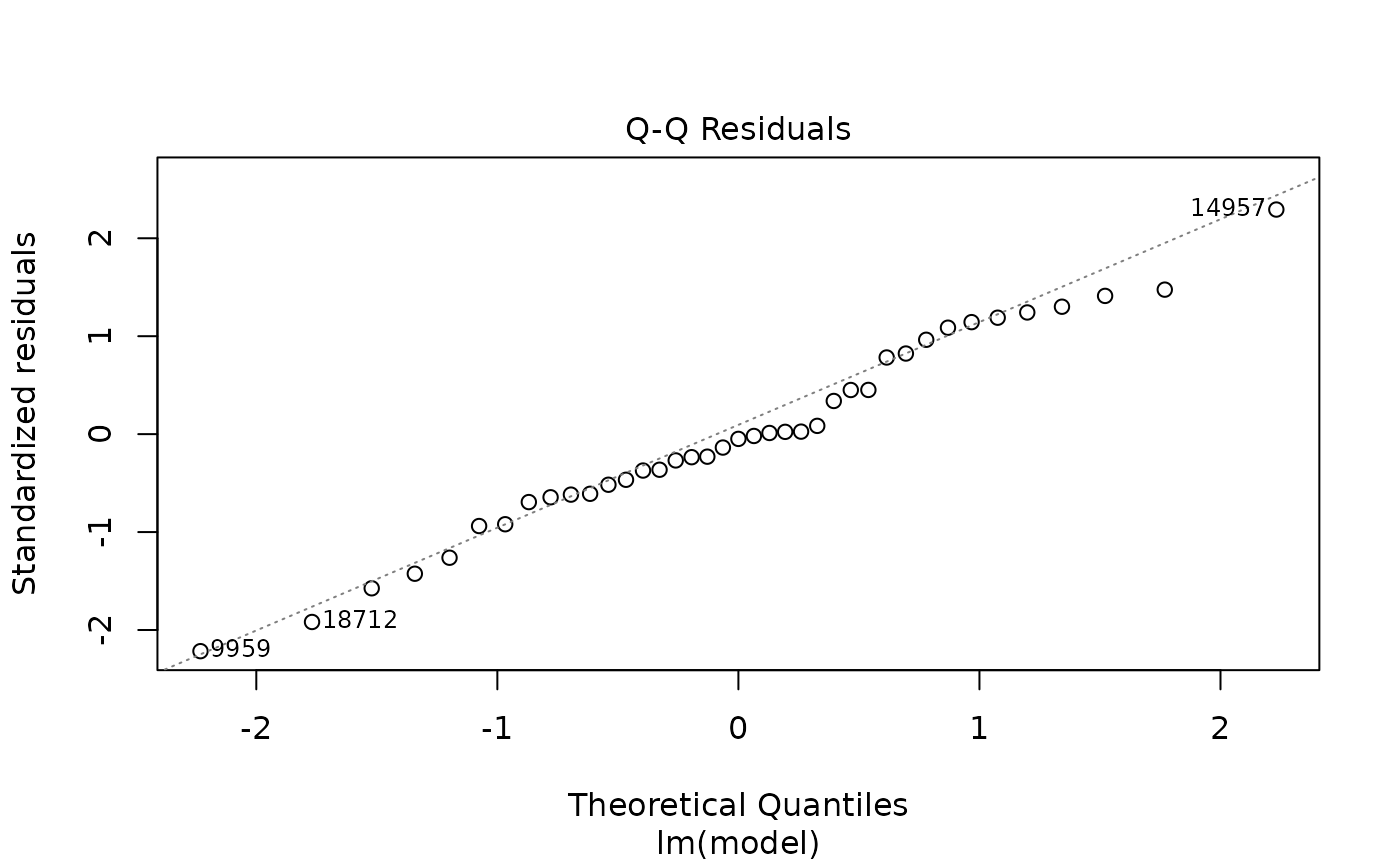 Q-Q Residuals
Standardized residuals
2
1
0
-1
-2
14957
18712
9959
-2 -1 0 1 2
Theoretical Quantiles
lm(model)